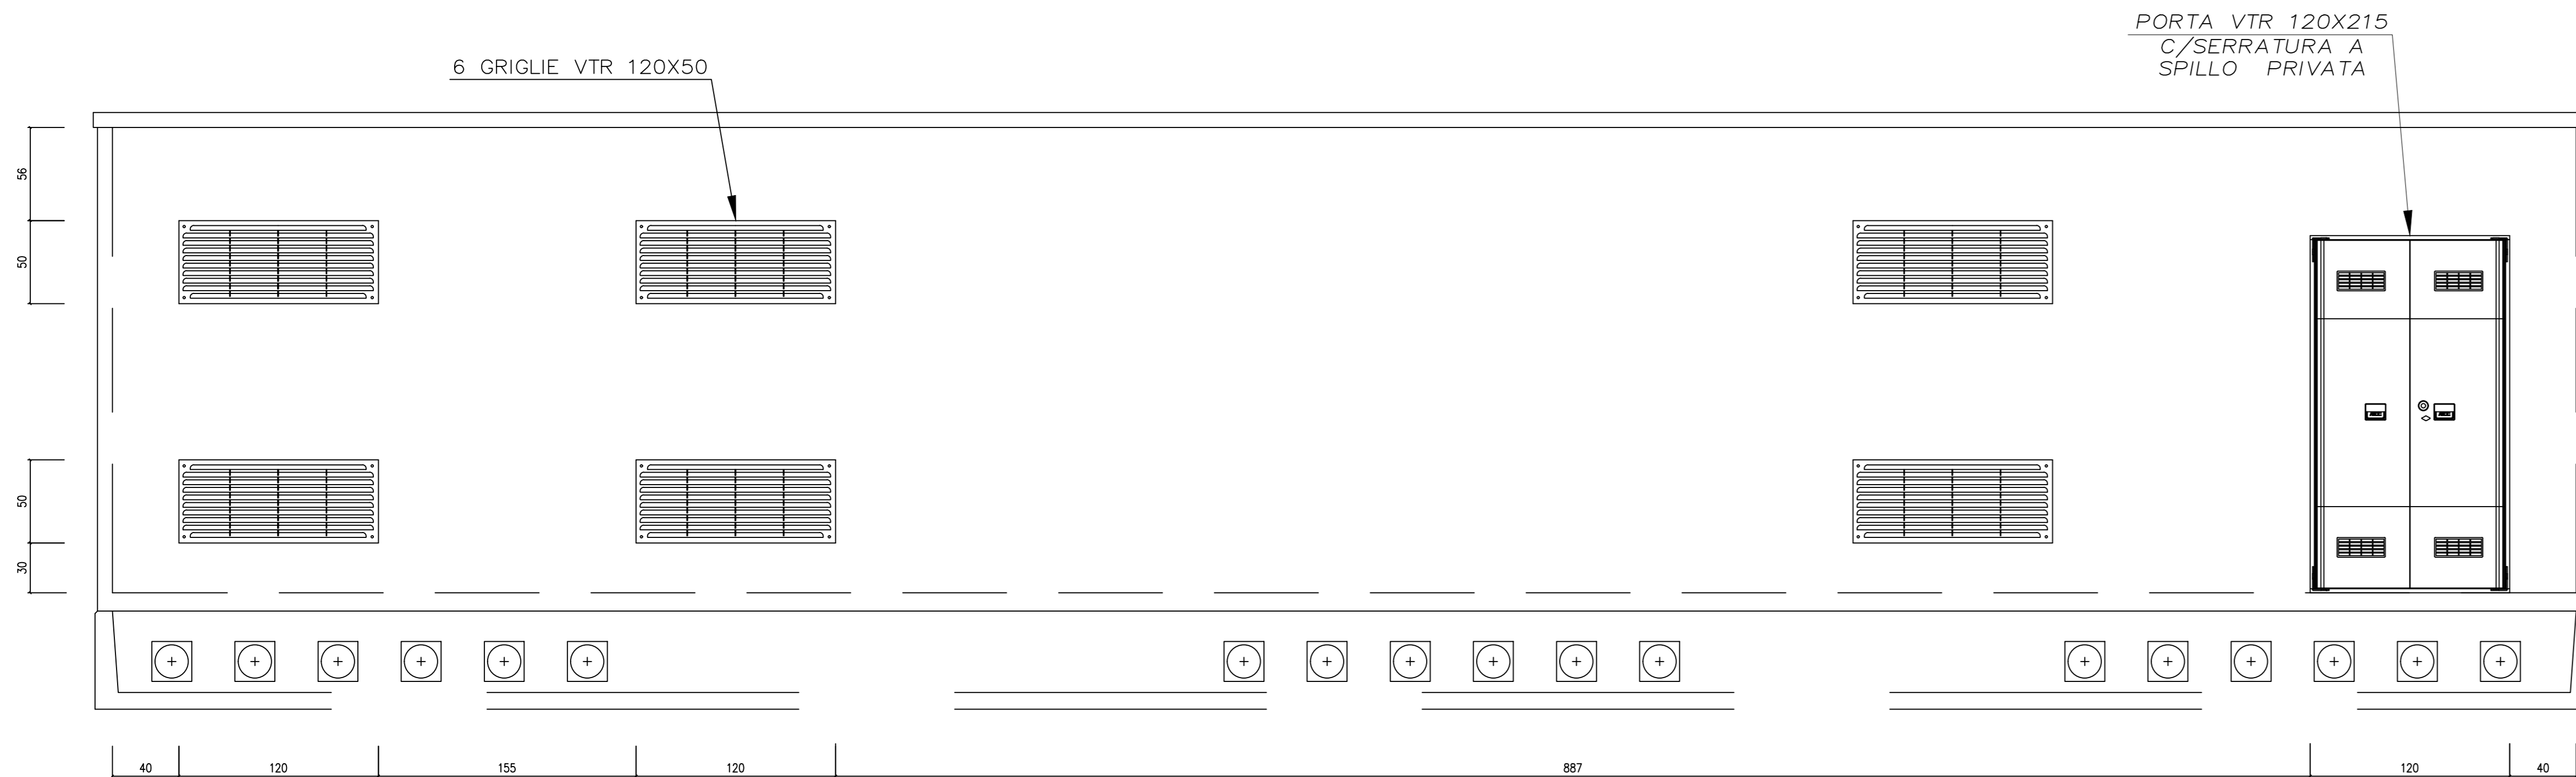 PORTA VTR 120X215
C/SERRATURA A
SPILLO PRIVATA
6 GRIGLIE VTR 120X50
56
50
50
30
40
120
155
120
887
120
40